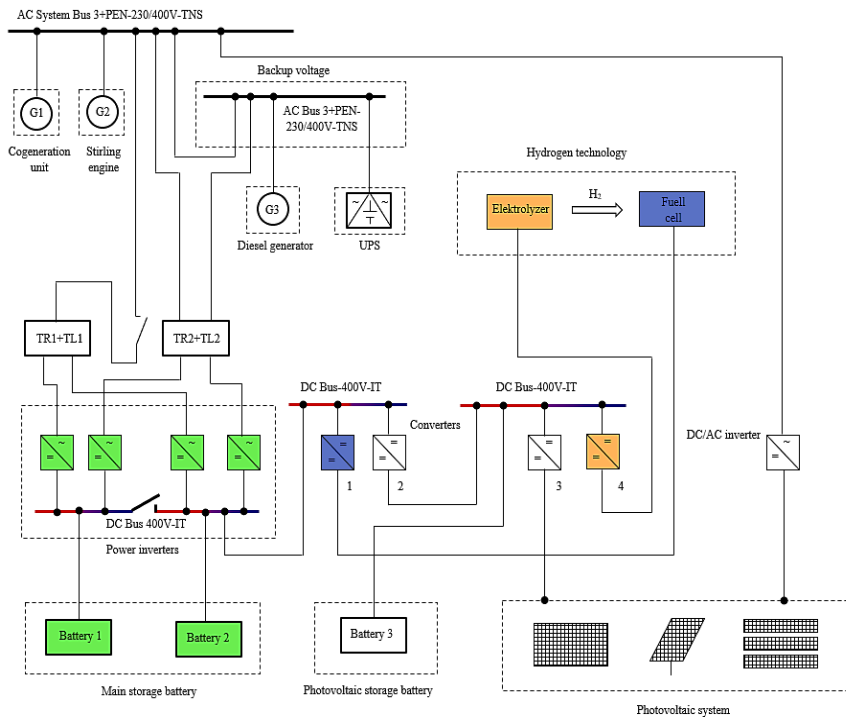 AC System Bus 3+PEN-230/400V-TNS
Backup voltage
AC Bus 3+PEN-
230/400V-TNS
G1
G2
Cogeneration
unit
Stirling
engine
Hydrogen technology
Elektrolyzer
H₂
Fuell
cell
G3
~
~
Diesel generator
UPS
TR1+TL1
TR2+TL2
DC Bus-400V-IT
DC Bus-400V-IT
Converters
DC/AC inverter
~
=
~
=
~
=
~
=
=
=
=
=
=
=
=
=
~
=
1
2
3
4
DC Bus 400V-IT
Power inverters
Battery 1
Battery 2
Battery 3
Main storage battery
Photovoltaic storage battery
Photovoltaic system